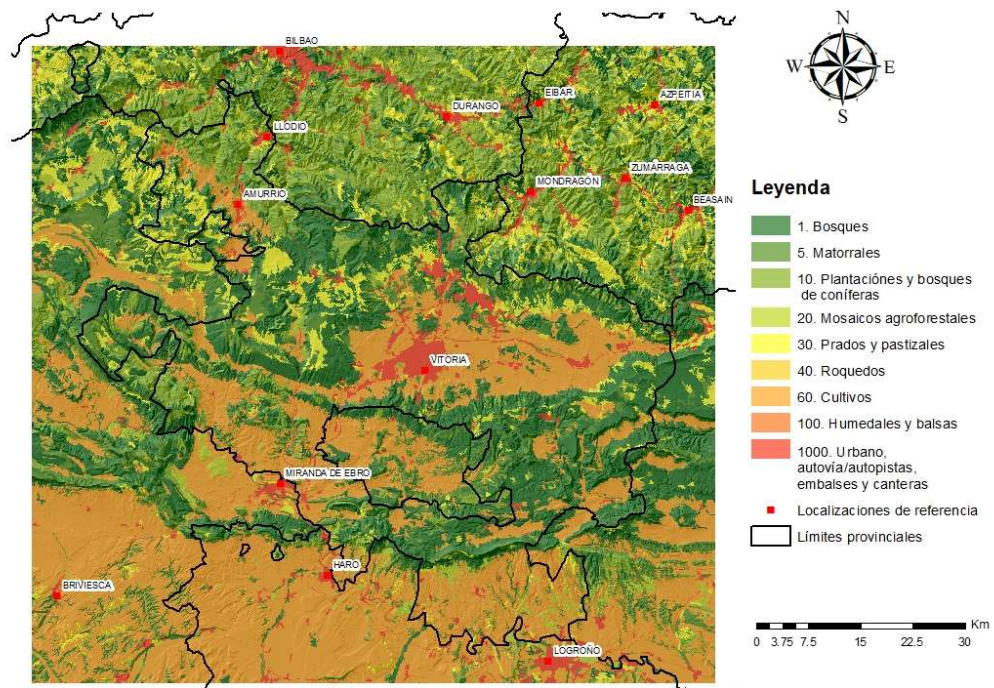 BILBAO
DURANGO
EIBAR
AZPEITIA
LLODIO
MONDRAGÓN
ZUMÁRRAGA
AMURRIO
BEASAIN
VITORIA
MIRANDA DE EBRO
HARO
BRIVIESCA
LOGROÑO
N
W
E
S
Leyenda
1. Bosques
5. Matorrales
10. Plantaciónes y bosques
de coníferas
20. Mosaicos agroforestales
30. Prados y pastizales
40. Roquedos
60. Cultivos
100. Humedales y balsas
1000. Urbano,
autovía/autopistas,
embalses y canteras
Localizaciones de referencia
Límites provinciales
Km
0 3.75 7.5 15 22.5 30